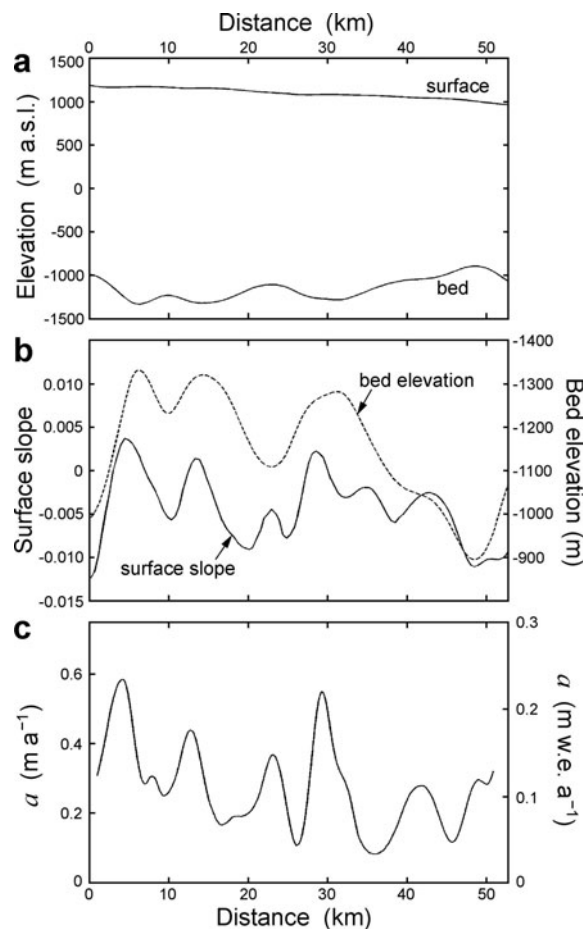 Distance (km)
0 10 20 30 40 50
a
Elevation (m a.s.l.)
1500
1000
500
0
-500
-1000
-1500
surface
bed
b
Surface slope
0.010
0.005
0
-0.005
-0.010
-0.015
bed elevation
surface slope
-1400
-1300
-1200
-1100
-1000
-900
Bed elevation (m)
c
a (m a⁻¹)
0.6
0.4
0.2
0
0.3
0.2
0.1
0
a (m w.e. a⁻¹)
0 10 20 30 40 50
Distance (km)